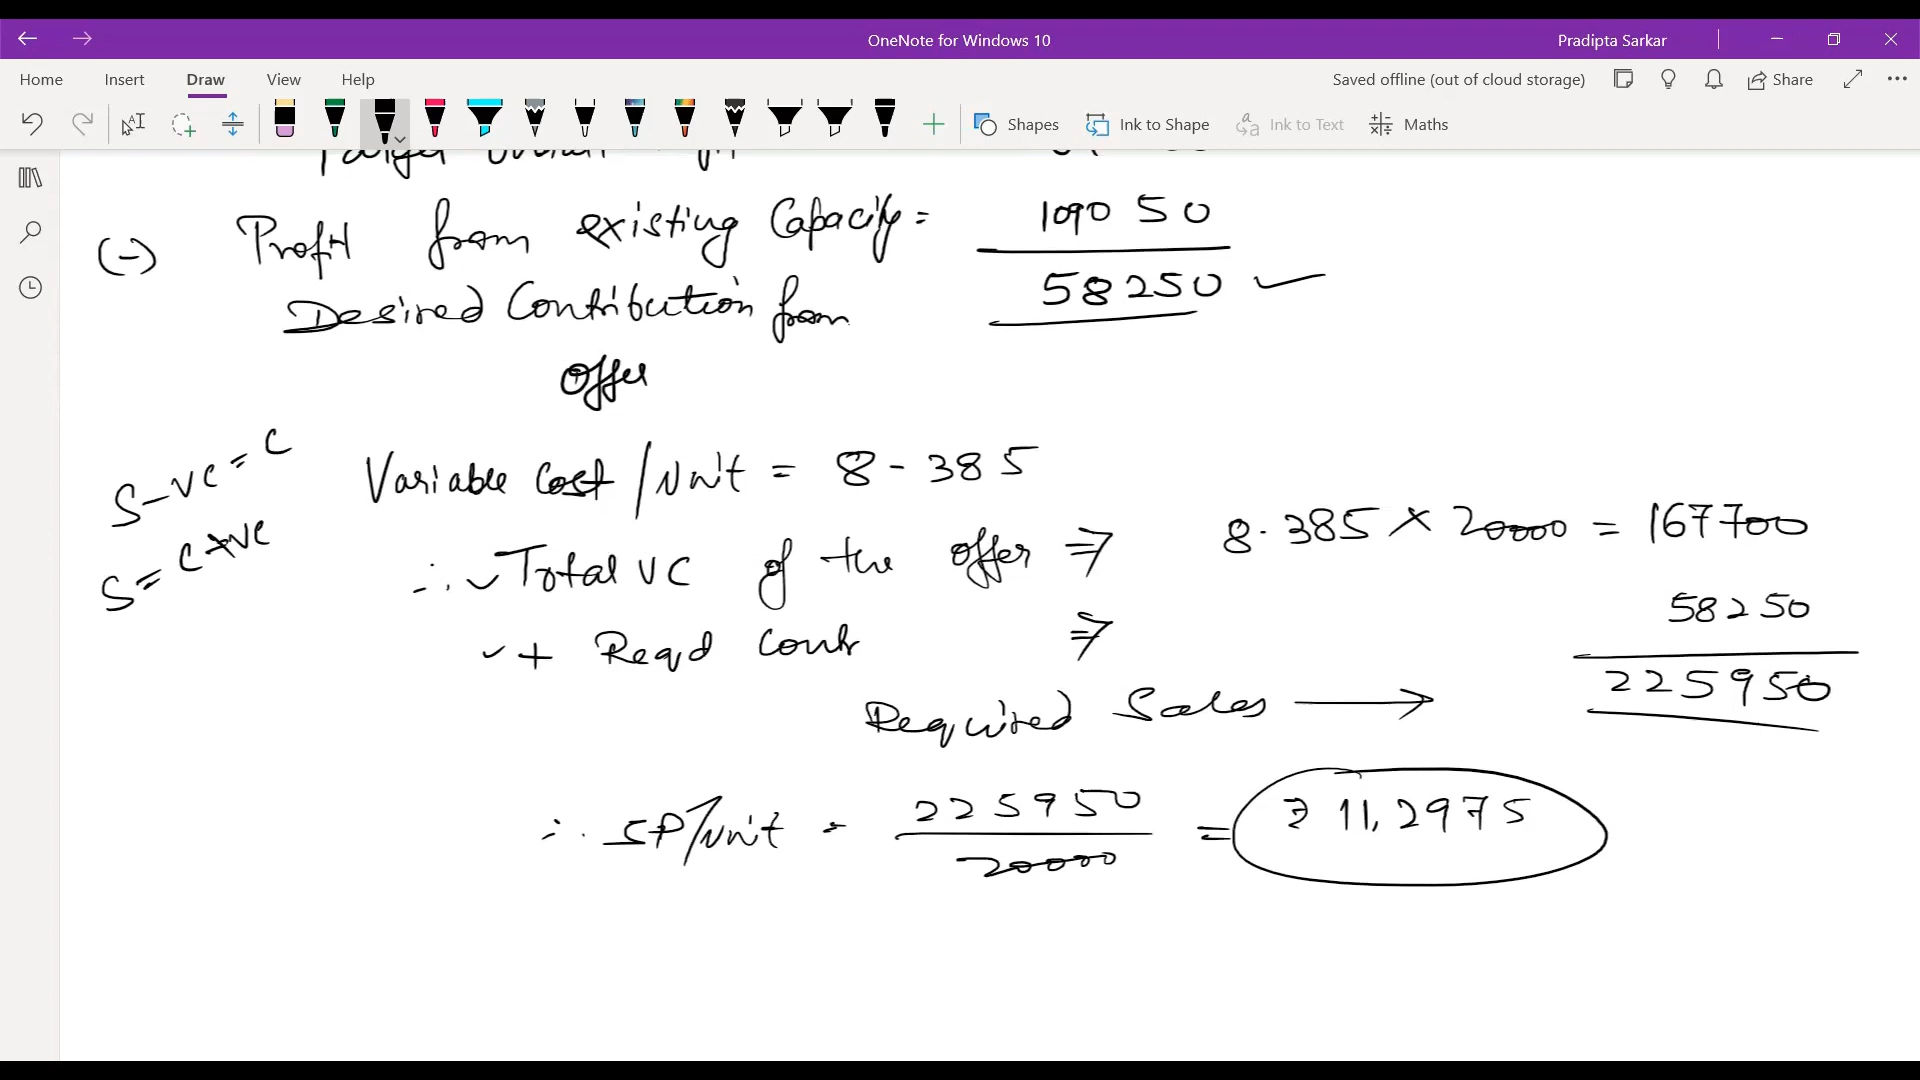 OneNote for Windows 10
Pradipta Sarkar
Home Insert Draw View Help
Saved offline (out of cloud storage)
Share
Shapes Ink to Shape Ink to Text Maths
(-) Profit from existing Capacity = 109050
Desired Contribution from 58250
offer
S-VC = C
Variable Cost/Unit = 8.385
S = C+VC
∴ Total VC of the offer ⇒ 8.385 × 20000 = 167700
+ Reqd Cont ⇒ 58250
Required Sales → 225950
∴ SP/Unit = 225950 / 20000 = ₹ 11.2975